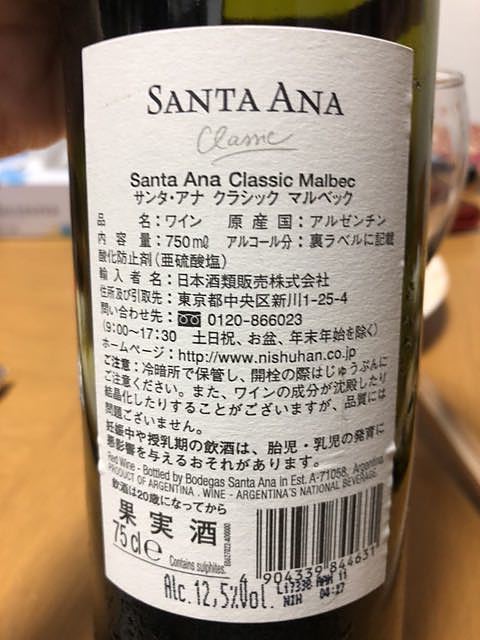 SANTA ANA
Classic
Santa Ana Classic Malbec
サンタ・アナ クラシック マルベック
品 名:ワイン 原 産 国:アルゼンチン
内 容 量:750mℓ アルコール分:裏ラベルに記載
酸化防止剤(亜硫酸塩)
輸 入 者:日本酒類販売株式会社
住所及び引取先:東京都中央区新川1-25-4
問い合わせ先: 0120-866023
(9:00〜17:30 土日祝、お盆、年末年始を除く)
ホームページ:http://www.nishuhan.co.jp
ご注意:冷暗所で保管し、開栓の際はじゅうぶんに
ご注意ください。また、ワインの成分が沈殿したり
結晶化したりすることがございますが、品質には
問題ございません。
妊娠中や授乳期の飲酒は、胎児・乳児の発育に
悪影響を与えるおそれがあります。
Red Wine - Bottled by Bodegas Santa Ana in Est. A-71058, Argentina.
PRODUCT OF ARGENTINA . WINE - ARGENTINA'S NATIONAL BEVERAGE.
飲酒は20歳になってから
果実酒
75 cl e
Contains sulphites.
Alc. 12,5% Vol.
4 904339 844631